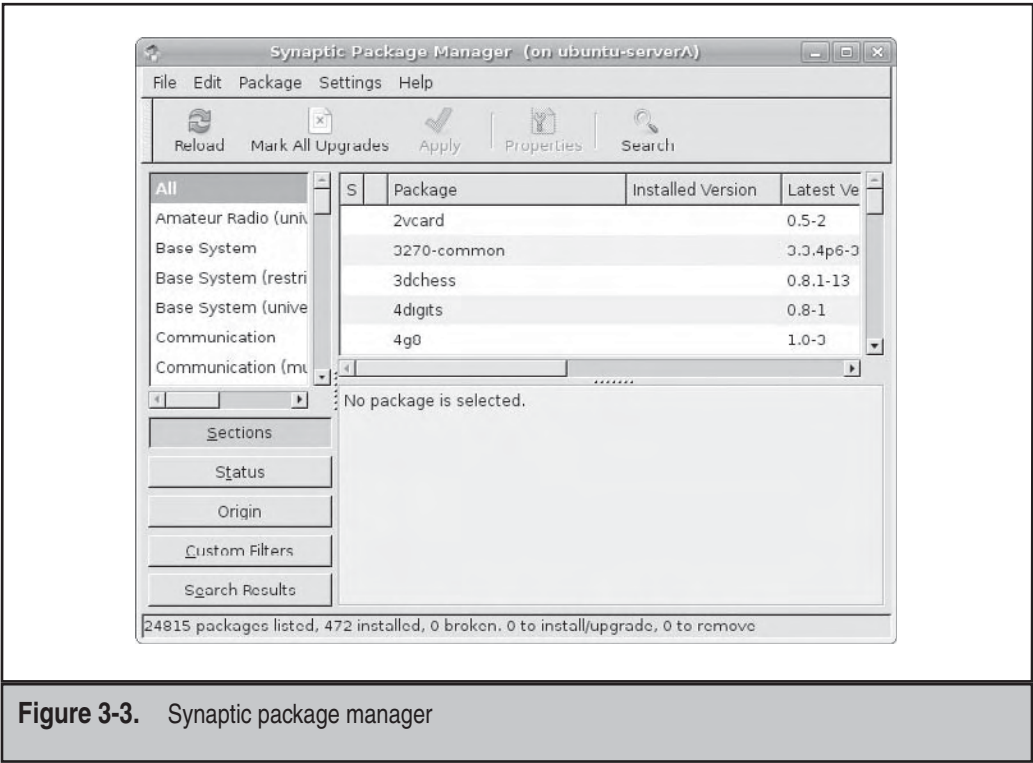 Synaptic Package Manager (on ubuntu-serverA)
File Edit Package Settings Help
Reload Mark All Upgrades Apply Properties Search
All
Amateur Radio (univ
Base System
Base System (restri
Base System (unive
Communication
Communication (mu
S Package Installed Version Latest Ve
2vcard 0.5-2
3270-common 3.3.4p6-3
3dchess 0.8.1-13
4digits 0.8-1
4g8 1.0-3
No package is selected.
Sections
Status
Origin
Custom Filters
Search Results
24815 packages listed, 472 installed, 0 broken. 0 to install/upgrade, 0 to remove
Figure 3-3. Synaptic package manager